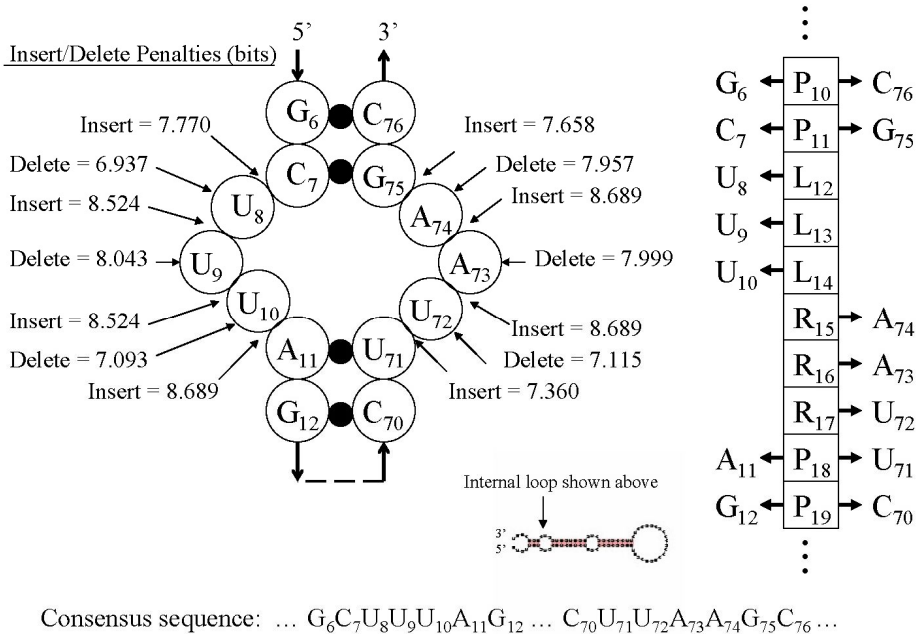 Insert/Delete Penalties (bits)
5’ 3’
G6 C76
C7 G75
U8 A74
U9 A73
U10 U72
A11 U71
G12 C70
Insert = 7.770
Delete = 6.937
Insert = 8.524
Delete = 8.043
Insert = 8.524
Delete = 7.093
Insert = 8.689
Insert = 7.658
Delete = 7.957
Insert = 8.689
Delete = 7.999
Insert = 8.689
Delete = 7.115
Insert = 7.360
G6 P10 C76
C7 P11 G75
U8 L12
U9 L13
U10 L14
R15 A74
R16 A73
R17 U72
A11 P18 U71
G12 P19 C70
Internal loop shown above
3’
5’
Consensus sequence: ... G6C7U8U9U10A11G12 ... C70U71U72A73A74G75C76 ...